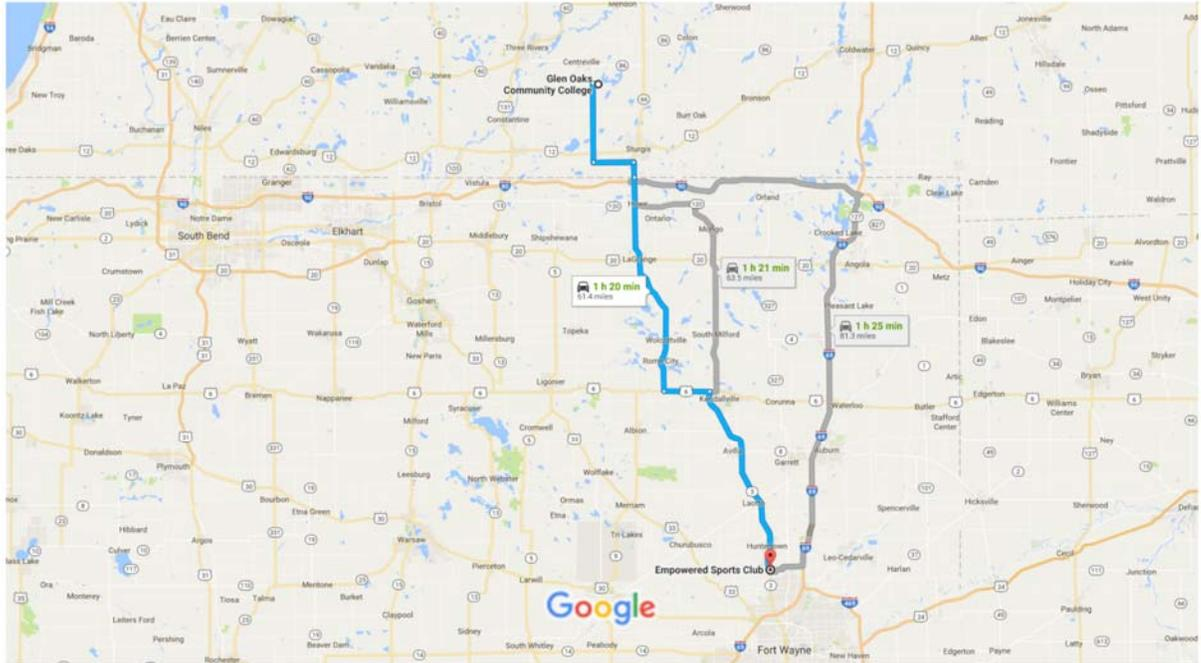 Eau Claire
Dowagiac
Mendon
Sherwood
Jonesville
North Adams
Bridgman
Baroda
Berrien Center
Colon
Coldwater
Quincy
Allen
Hillsdale
Three Rivers
Centreville
Sumnerville
Cassopolis
Vandalia
Jones
Glen Oaks
Community College
New Troy
Williamsville
Constantine
Bronson
Osseo
Pittsford
Buchanan
Niles
Burr Oak
Reading
Shadyside
Edwardsburg
Sturgis
Frontier
Prattville
Granger
Vistula
Ray
Camden
Clear Lake
Bristol
Orland
Waldron
New Carlisle
Lydick
Notre Dame
Ontario
Mongo
South Bend
Osceola
Elkhart
Middlebury
Shipshewana
Crooked Lake
Alvordton
Crumstown
Dunlap
LaGrange
Angola
Metz
Ainger
Kunkle
Holiday City
1 h 21 min
63.5 miles
1 h 20 min
61.4 miles
Mill Creek
Fish Lake
Goshen
Pleasant Lake
Montpelier
West Unity
North Liberty
Wyatt
Wakarusa
Waterford
Mills
Millersburg
Topeka
South Milford
1 h 25 min
81.3 miles
Edon
Blakeslee
New Paris
Wolcottville
Rome City
Stryker
Walkerton
La Paz
Bremen
Nappanee
Ligonier
Kendallville
Corunna
Waterloo
Butler
Artic
Edgerton
Bryan
Koontz Lake
Tyner
Syracuse
Milford
Cromwell
Albion
Stafford
Center
Williams
Center
Donaldson
Plymouth
Avilla
Garrett
Auburn
Ney
Leesburg
North Webster
Wolflake
Bourbon
Etna Green
Ormas
Etna
Merriam
Laotto
Spencerville
Hicksville
Sherwood
Hibbard
Culver
Argos
Warsaw
Tri-Lakes
Churubusco
Huntertown
Leo-Cedarville
Harlan
Cecil
Junction
Ora
Monterey
Tiosa
Talma
Mentone
Burket
Pierceton
Larwill
Empowered Sports Club
Google
Leiters Ford
Claypool
Paulding
Pershing
Rochester
Beaver Dam
Sidney
South Whitley
Peabody
Arcola
Fort Wayne
New Haven
Edgerton
Payne
Latty
Oakwood